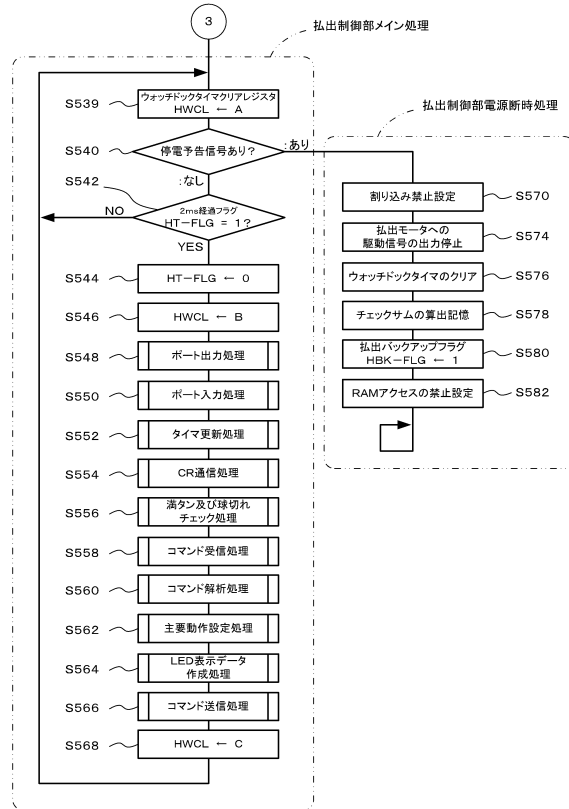 3
払出制御部メイン処理
S539
ウォッチドックタイマクリアレジスタ
HWCL ← A
払出制御部電源断時処理
S540
停電予告信号あり?
:あり
:なし
S542
2ms経過フラグ
HT-FLG = 1?
NO
YES
S544
HT-FLG ← 0
S546
HWCL ← B
S548
ポート出力処理
S550
ポート入力処理
S552
タイマ更新処理
S554
CR通信処理
S556
満タン及び球切れ
チェック処理
S558
コマンド受信処理
S560
コマンド解析処理
S562
主要動作設定処理
S564
LED表示データ
作成処理
S566
コマンド送信処理
S568
HWCL ← C
割り込み禁止設定
S570
払出モータへの
駆動信号の出力停止
S574
ウォッチドックタイマのクリア
S576
チェックサムの算出記憶
S578
払出バックアップフラグ
HBK-FLG ← 1
S580
RAMアクセスの禁止設定
S582